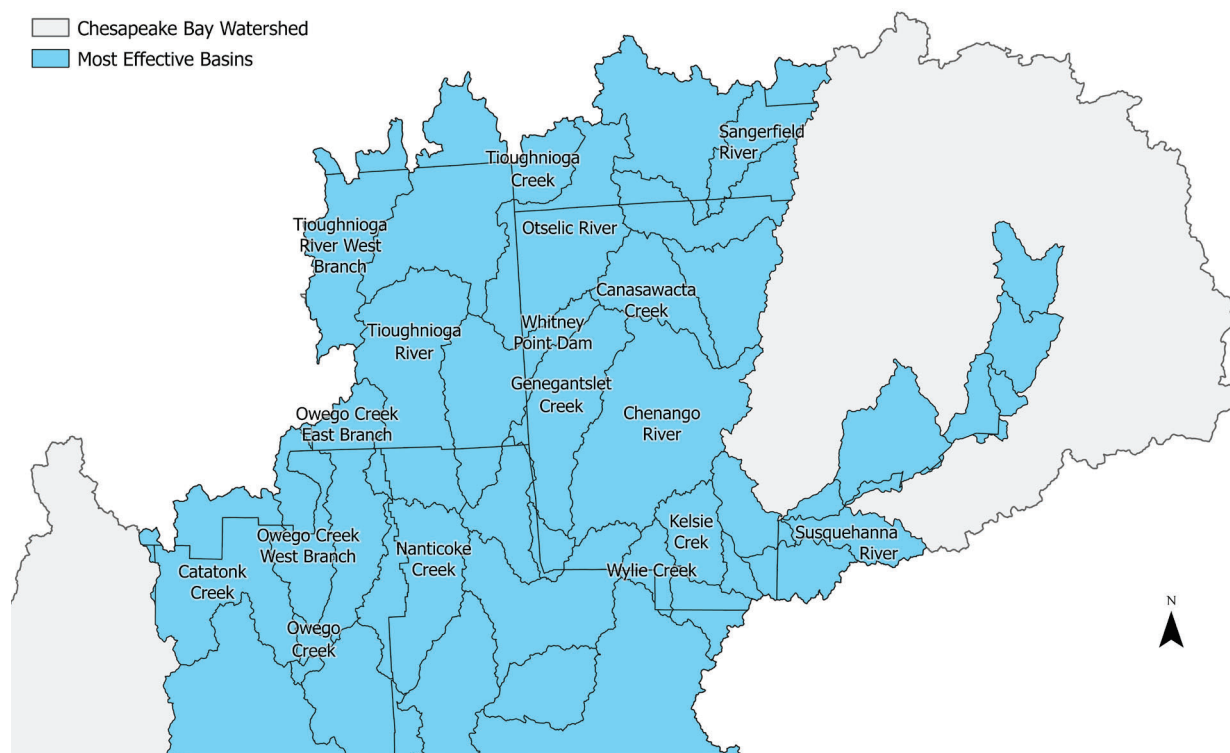 Chesapeake Bay Watershed
Most Effective Basins
Sangerfield
River
Tioughnioga
Creek
Tioughnioga
River West
Branch
Otselic River
Canasawacta
Creek
Whitney
Point Dam
Tioughnioga
River
Genegantslet
Creek
Chenango
River
Owego Creek
East Branch
Kelsie
Crek
Susquehanna
River
Owego Creek
West Branch
Nanticoke
Creek
Wylie Creek
Catatonk
Creek
Owego
Creek
N